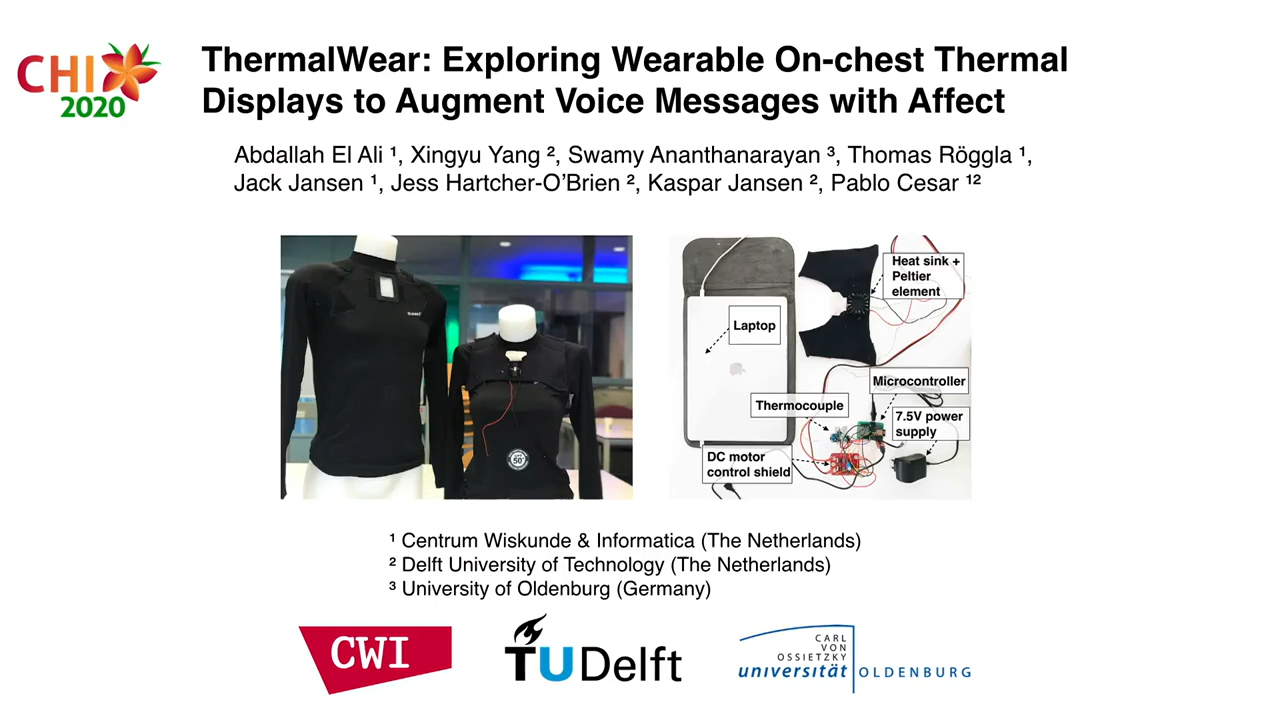 CHI
2020
ThermalWear: Exploring Wearable On-chest Thermal
Displays to Augment Voice Messages with Affect
Abdallah El Ali ¹, Xingyu Yang ², Swamy Ananthanarayan ³, Thomas Röggla ¹,
Jack Jansen ¹, Jess Hartcher-O’Brien ², Kaspar Jansen ², Pablo Cesar ¹²
50°
Heat sink +
Peltier
element
Laptop
Microcontroller
Thermocouple
7.5V power
supply
DC motor
control shield
¹ Centrum Wiskunde & Informatica (The Netherlands)
² Delft University of Technology (The Netherlands)
³ University of Oldenburg (Germany)
CWI
TU Delft
CARL
VON
OSSIETZKY
universität OLDENBURG